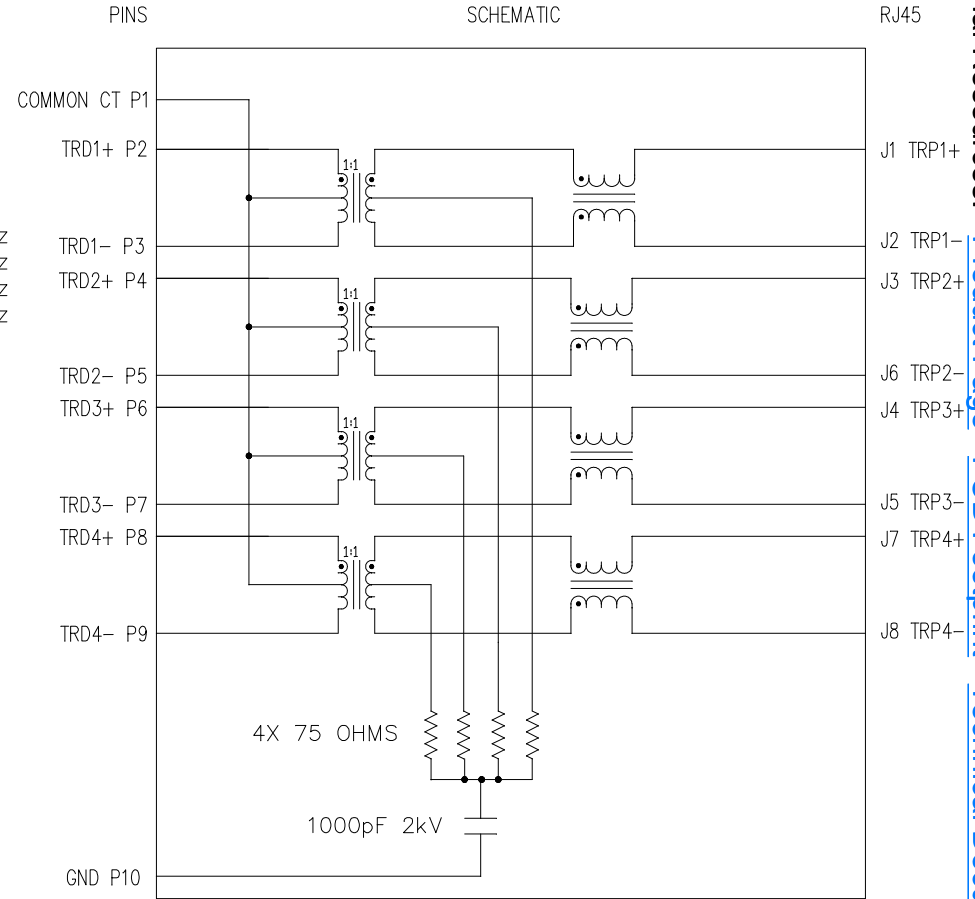 PINS SCHEMATIC RJ45
COMMON CT P1
TRD1+ P2 1:1 J1 TRP1+
TRD1- P3 J2 TRP1-
Z
Z
TRD2+ P4 1:1 J3 TRP2+
Z
Z
TRD2- P5 J6 TRP2-
TRD3+ P6 1:1 J4 TRP3+
TRD3- P7 J5 TRP3-
TRD4+ P8 1:1 J7 TRP4+
TRD4- P9 J8 TRP4-
4X 75 OHMS
1000pF 2kV
GND P10